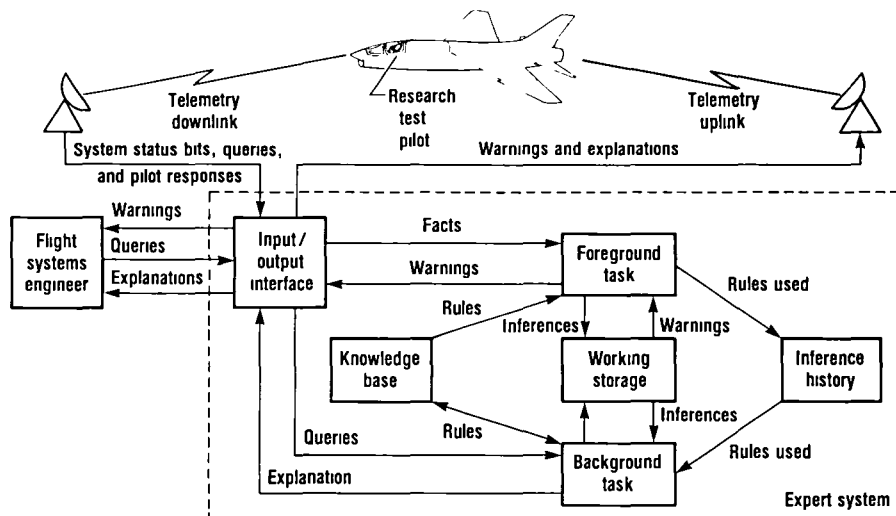 Telemetry
downlink
Research
test
pilot
Telemetry
uplink
System status bits, queries,
and pilot responses
Warnings and explanations
Warnings
Queries
Explanations
Flight
systems
engineer
Input/
output
interface
Facts
Warnings
Foreground
task
Rules
Inferences
Warnings
Rules used
Knowledge
base
Working
storage
Inference
history
Rules
Inferences
Queries
Rules used
Explanation
Background
task
Expert system